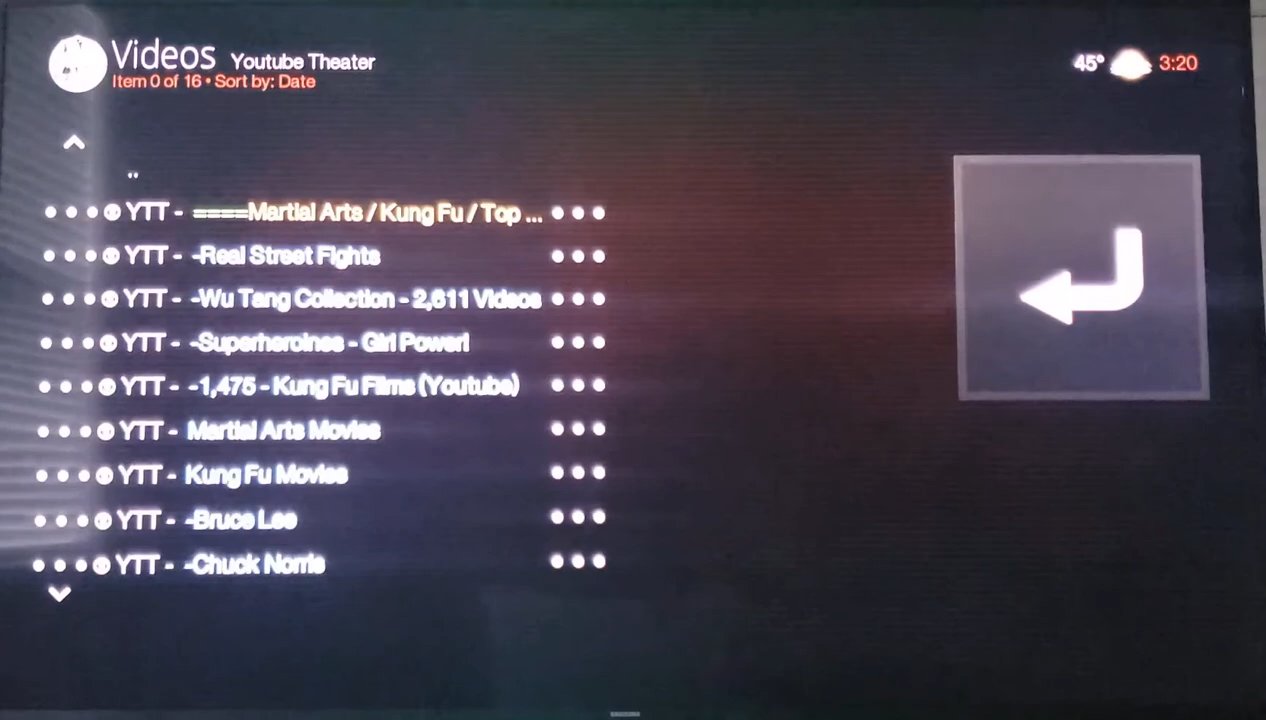 Videos Youtube Theater
Item 0 of 16 • Sort by: Date
45° 3:20
..
YTT - ====Martial Arts / Kung Fu / Top ...
YTT - -Real Street Fights
YTT - -Wu Tang Collection - 2,611 Videos
YTT - -Superheroines - Girl Power!
YTT - -1,475 - Kung Fu Films (Youtube)
YTT - Martial Arts Movies
YTT - Kung Fu Movies
YTT - -Bruce Lee
YTT - -Chuck Norris